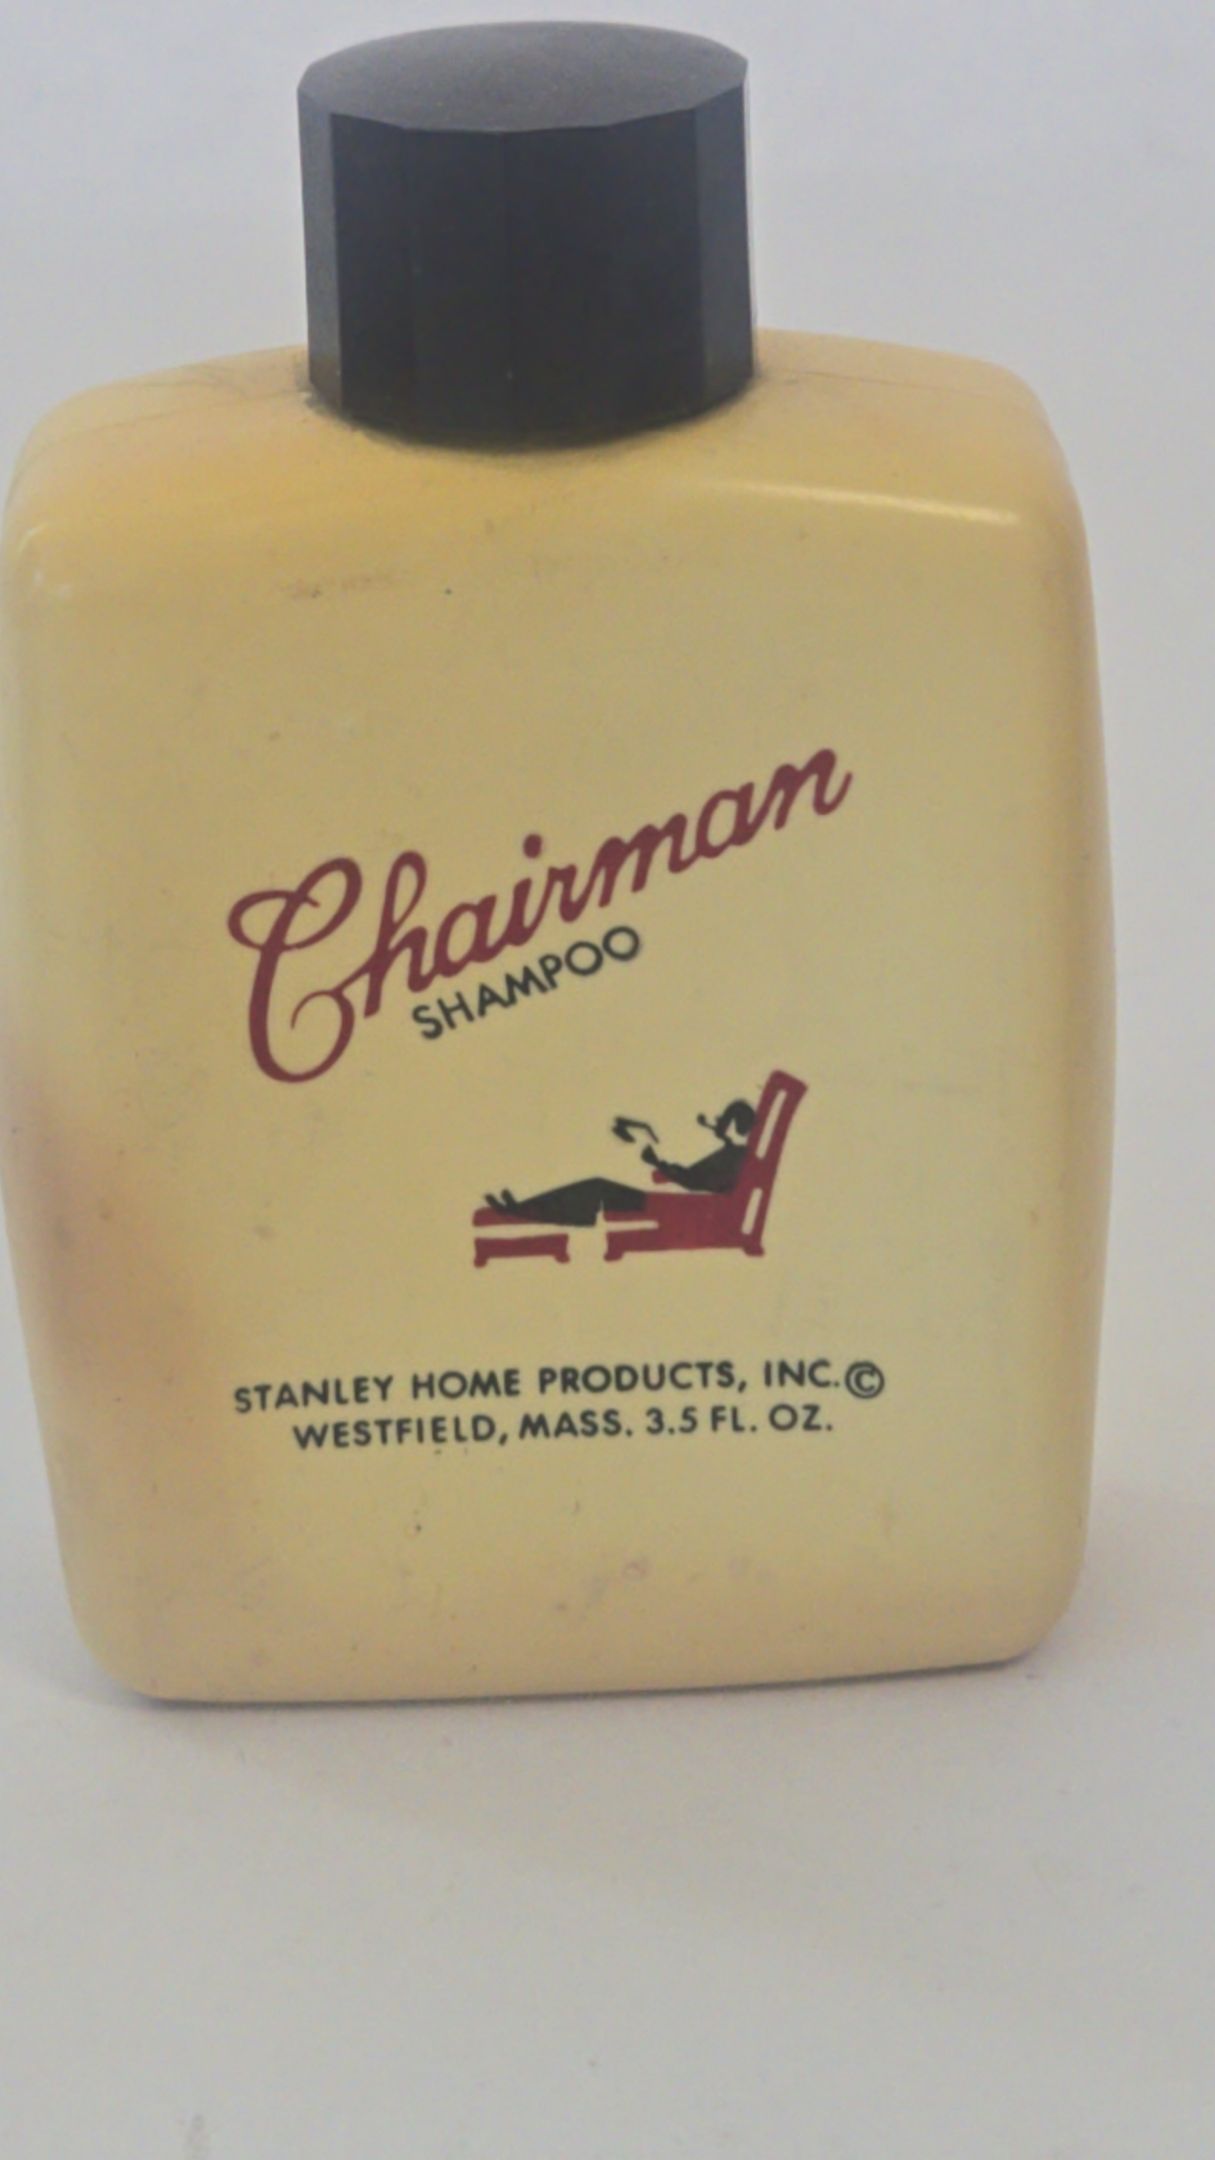 Chairman
SHAMPOO
STANLEY HOME PRODUCTS, INC.©
WESTFIELD, MASS. 3.5 FL. OZ.